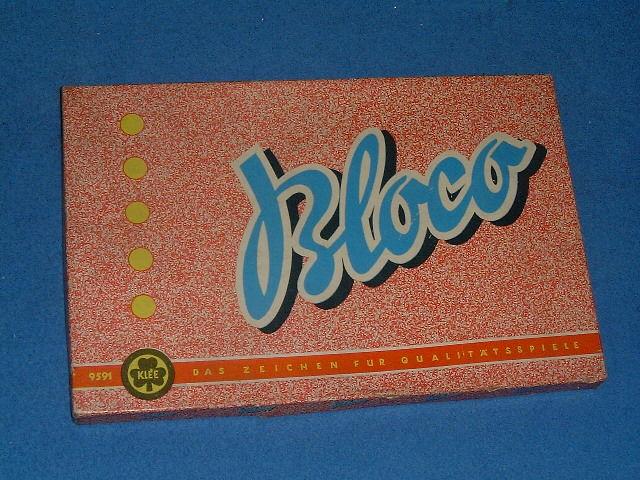 Bloco
9591 KLEE DAS ZEICHEN FÜR QUALITÄTSSPIELE